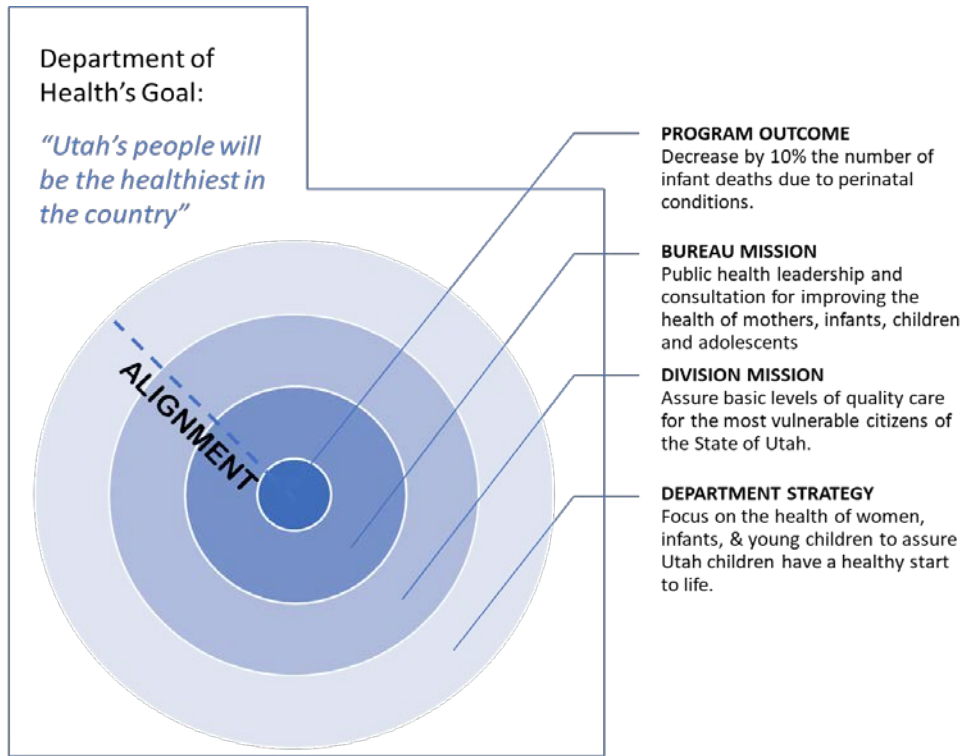 Department of
Health’s Goal:
“Utah’s people will
be the healthiest in
the country”
ALIGNMENT
PROGRAM OUTCOME
Decrease by 10% the number of
infant deaths due to perinatal
conditions.
BUREAU MISSION
Public health leadership and
consultation for improving the
health of mothers, infants, children
and adolescents
DIVISION MISSION
Assure basic levels of quality care
for the most vulnerable citizens of
the State of Utah.
DEPARTMENT STRATEGY
Focus on the health of women,
infants, & young children to assure
Utah children have a healthy start
to life.